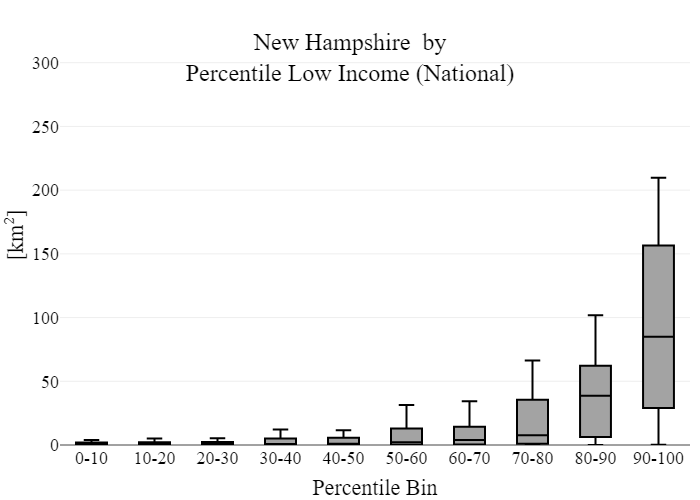 New Hampshire by
Percentile Low Income (National)
300
250
200
150
100
50
0
[km²]
0-10 10-20 20-30 30-40 40-50 50-60 60-70 70-80 80-90 90-100
Percentile Bin